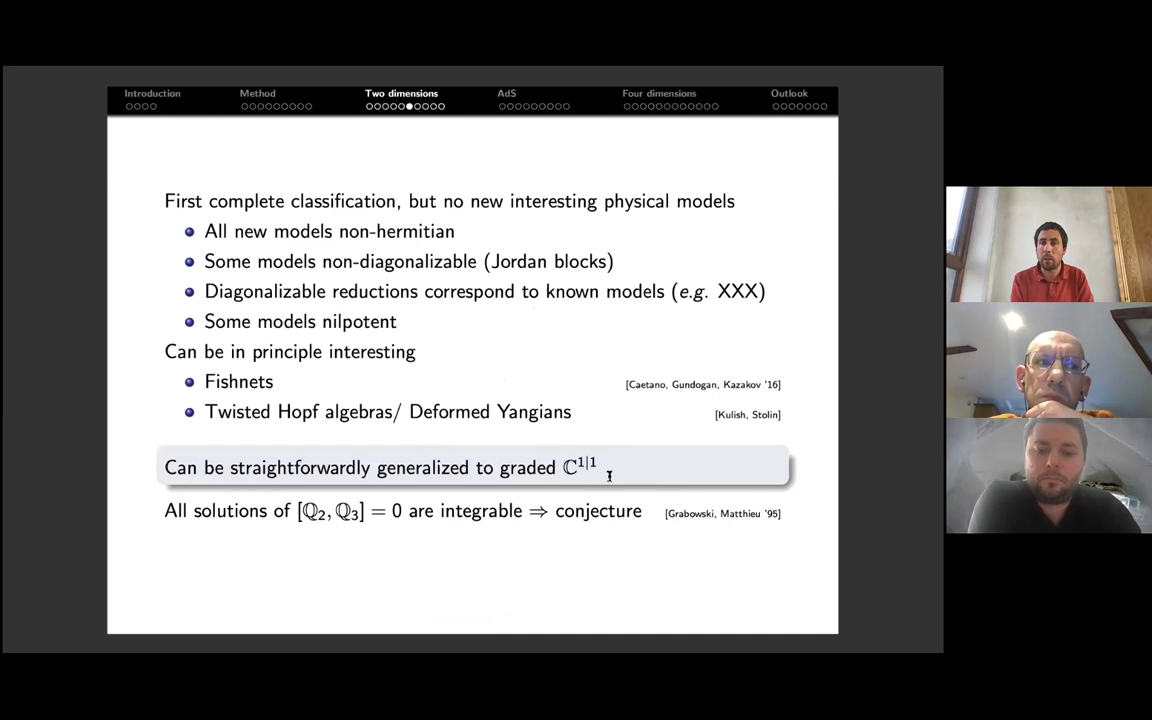 Introduction Method Two dimensions AdS Four dimensions Outlook
First complete classification, but no new interesting physical models
All new models non-hermitian
Some models non-diagonalizable (Jordan blocks)
Diagonalizable reductions correspond to known models (e.g. XXX)
Some models nilpotent
Can be in principle interesting
Fishnets [Caetano, Gundogan, Kazakov '16]
Twisted Hopf algebras/ Deformed Yangians [Kulish, Stolin]
Can be straightforwardly generalized to graded ℂ¹|¹
All solutions of [ℚ₂, ℚ₃] = 0 are integrable ⇒ conjecture [Grabowski, Matthieu '95]